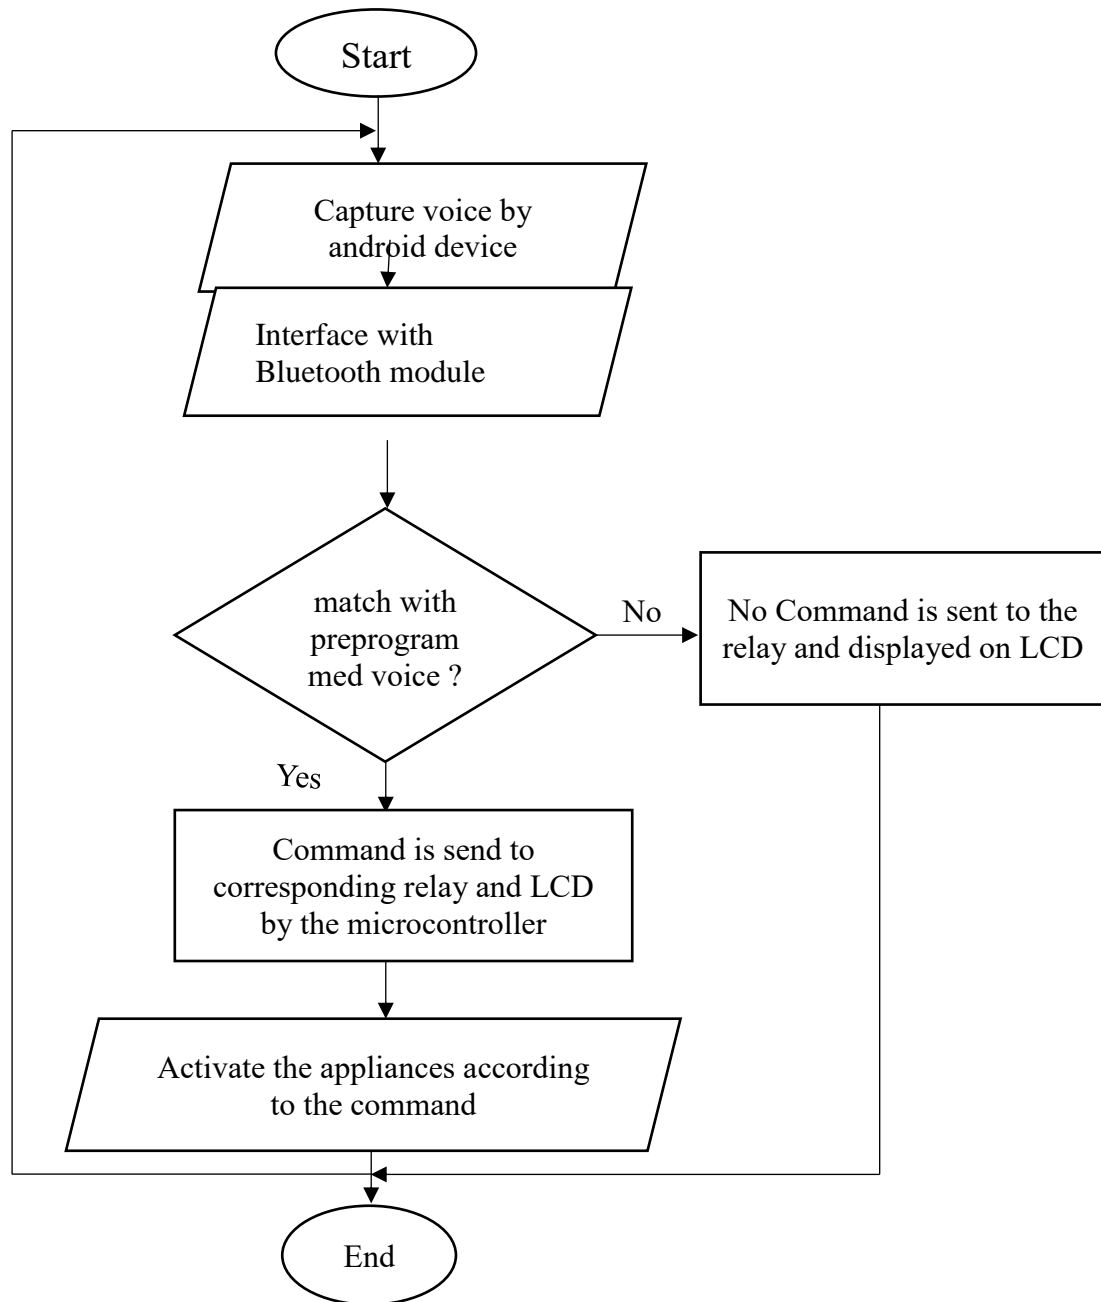 Start
Capture voice by
android device
Interface with
Bluetooth module
match with
preprogram
med voice ?
No
No Command is sent to the
relay and displayed on LCD
Yes
Command is send to
corresponding relay and LCD
by the microcontroller
Activate the appliances according
to the command
End